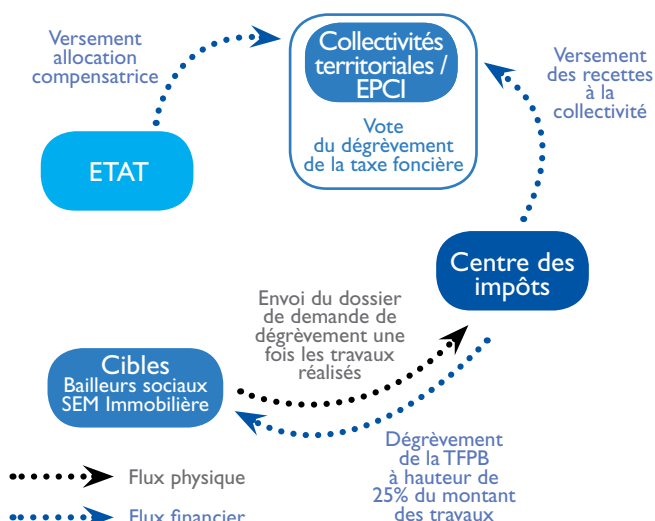 Versement
allocation
compensatrice
Collectivités
territoriales /
EPCI
Vote
du dégrèvement
de la taxe foncière
Versement
des recettes
à la
collectivité
ETAT
Centre des
impôts
Envoi du dossier
de demande de
dégrèvement une
fois les travaux
réalisés
Cibles
Bailleurs sociaux
SEM Immobilière
Dégrèvement
de la TFPB
à hauteur de
25% du montant
des travaux
Flux physique
Flux financier